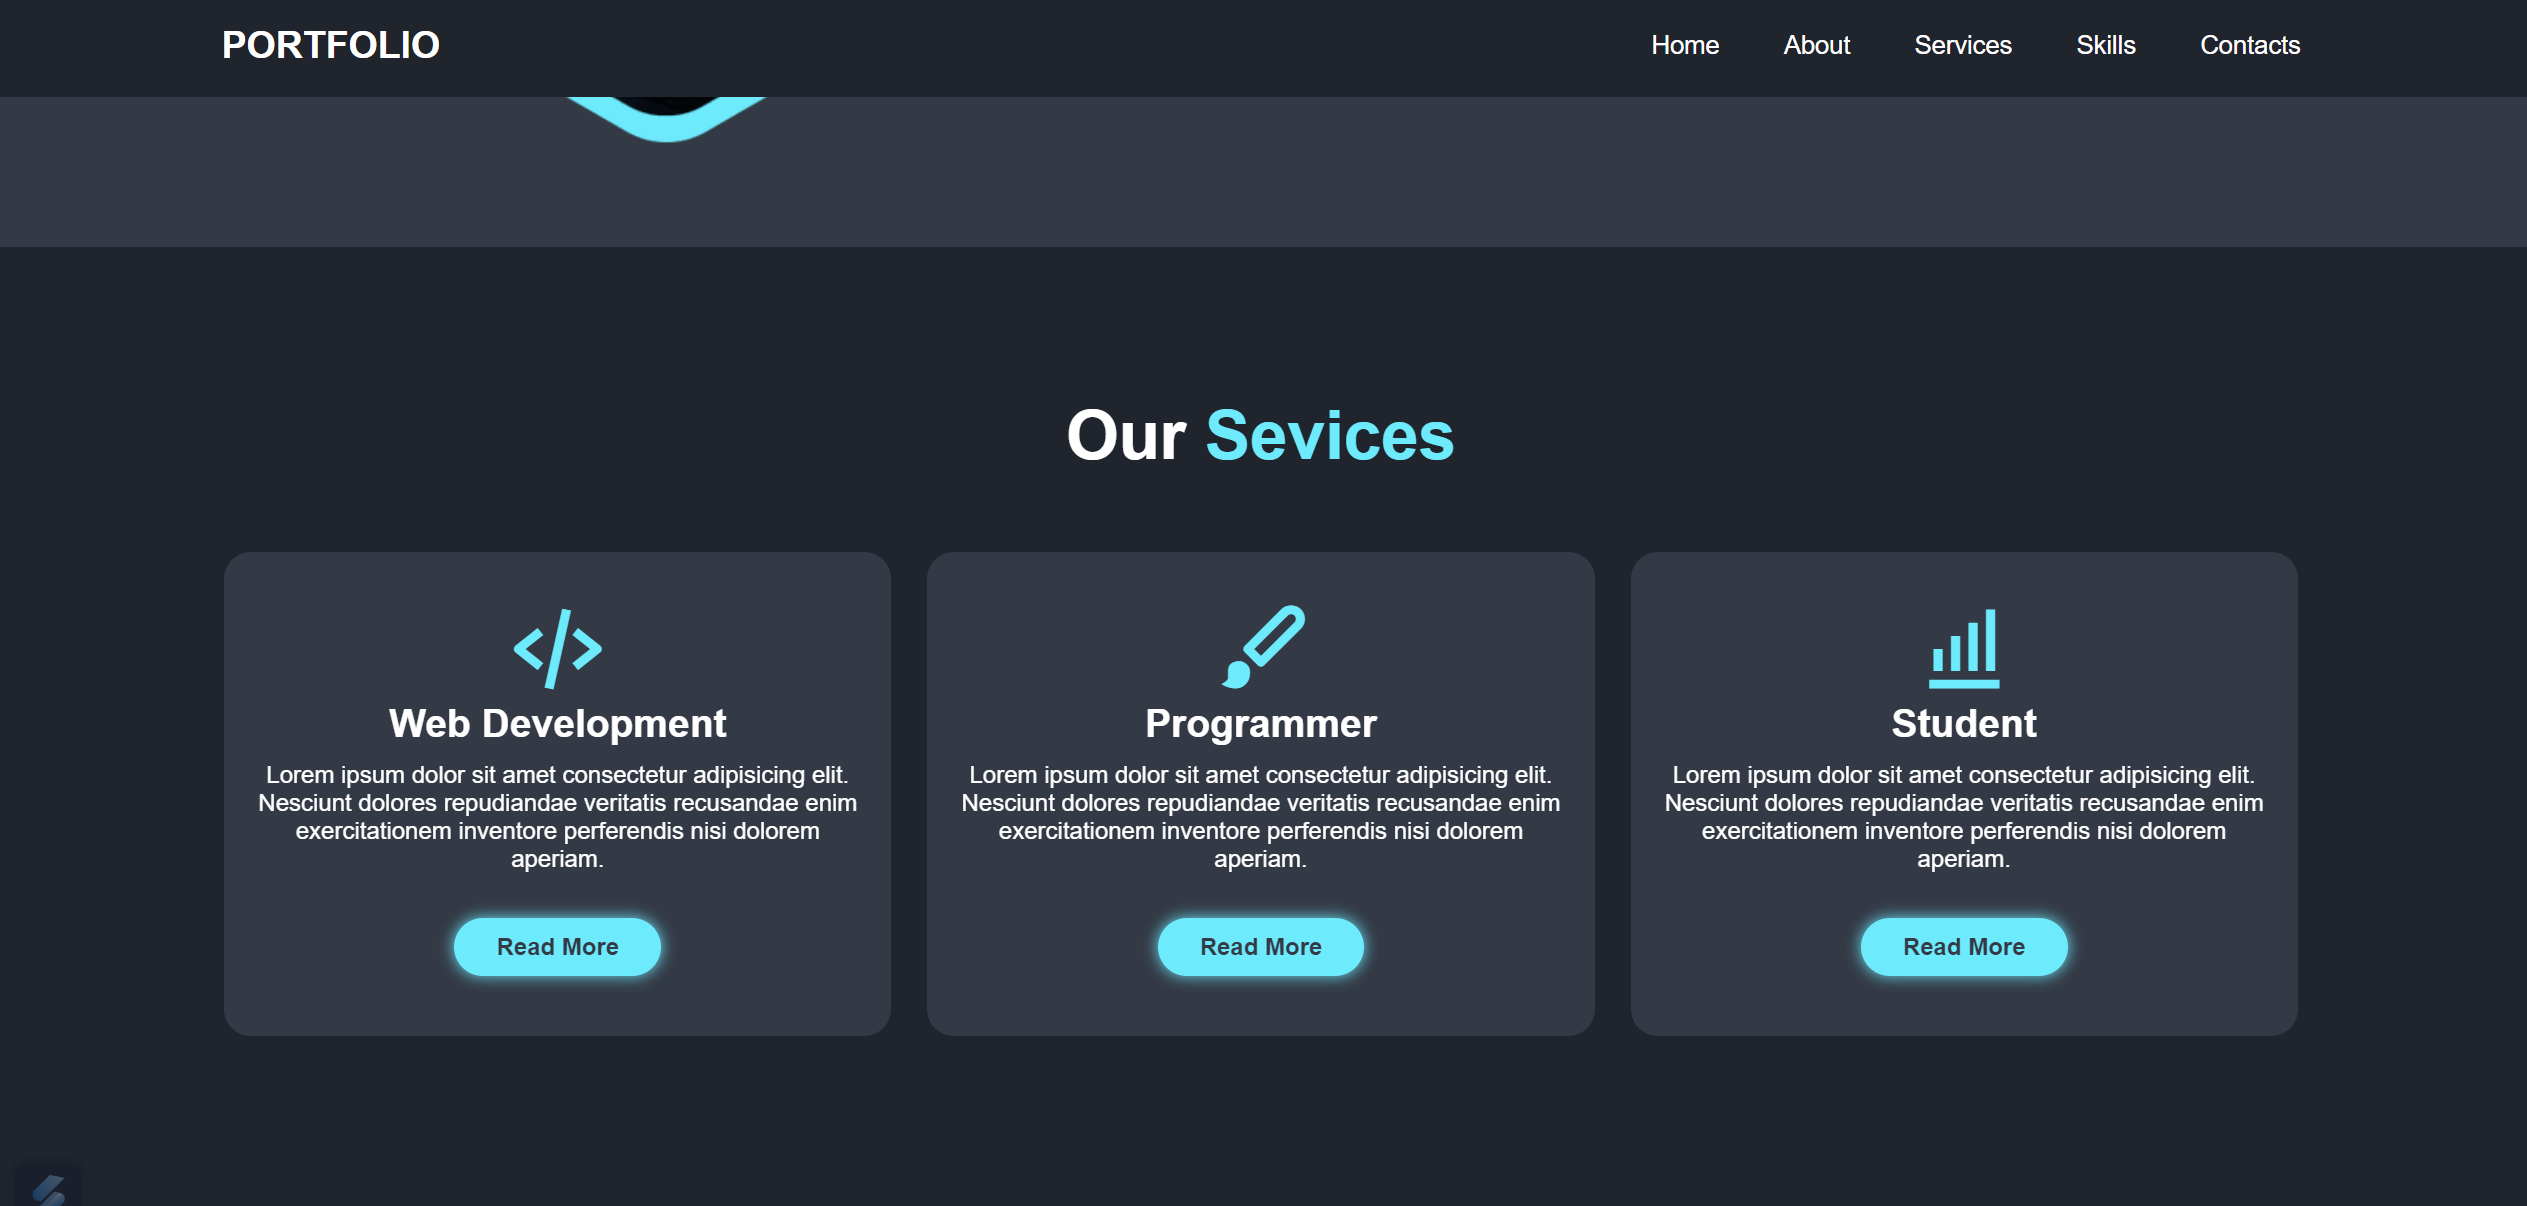 PORTFOLIO
Home About Services Skills Contacts
Our Sevices
Web Development
Lorem ipsum dolor sit amet consectetur adipisicing elit.
Nesciunt dolores repudiandae veritatis recusandae enim
exercitationem inventore perferendis nisi dolorem
aperiam.
Read More
Programmer
Lorem ipsum dolor sit amet consectetur adipisicing elit.
Nesciunt dolores repudiandae veritatis recusandae enim
exercitationem inventore perferendis nisi dolorem
aperiam.
Read More
Student
Lorem ipsum dolor sit amet consectetur adipisicing elit.
Nesciunt dolores repudiandae veritatis recusandae enim
exercitationem inventore perferendis nisi dolorem
aperiam.
Read More